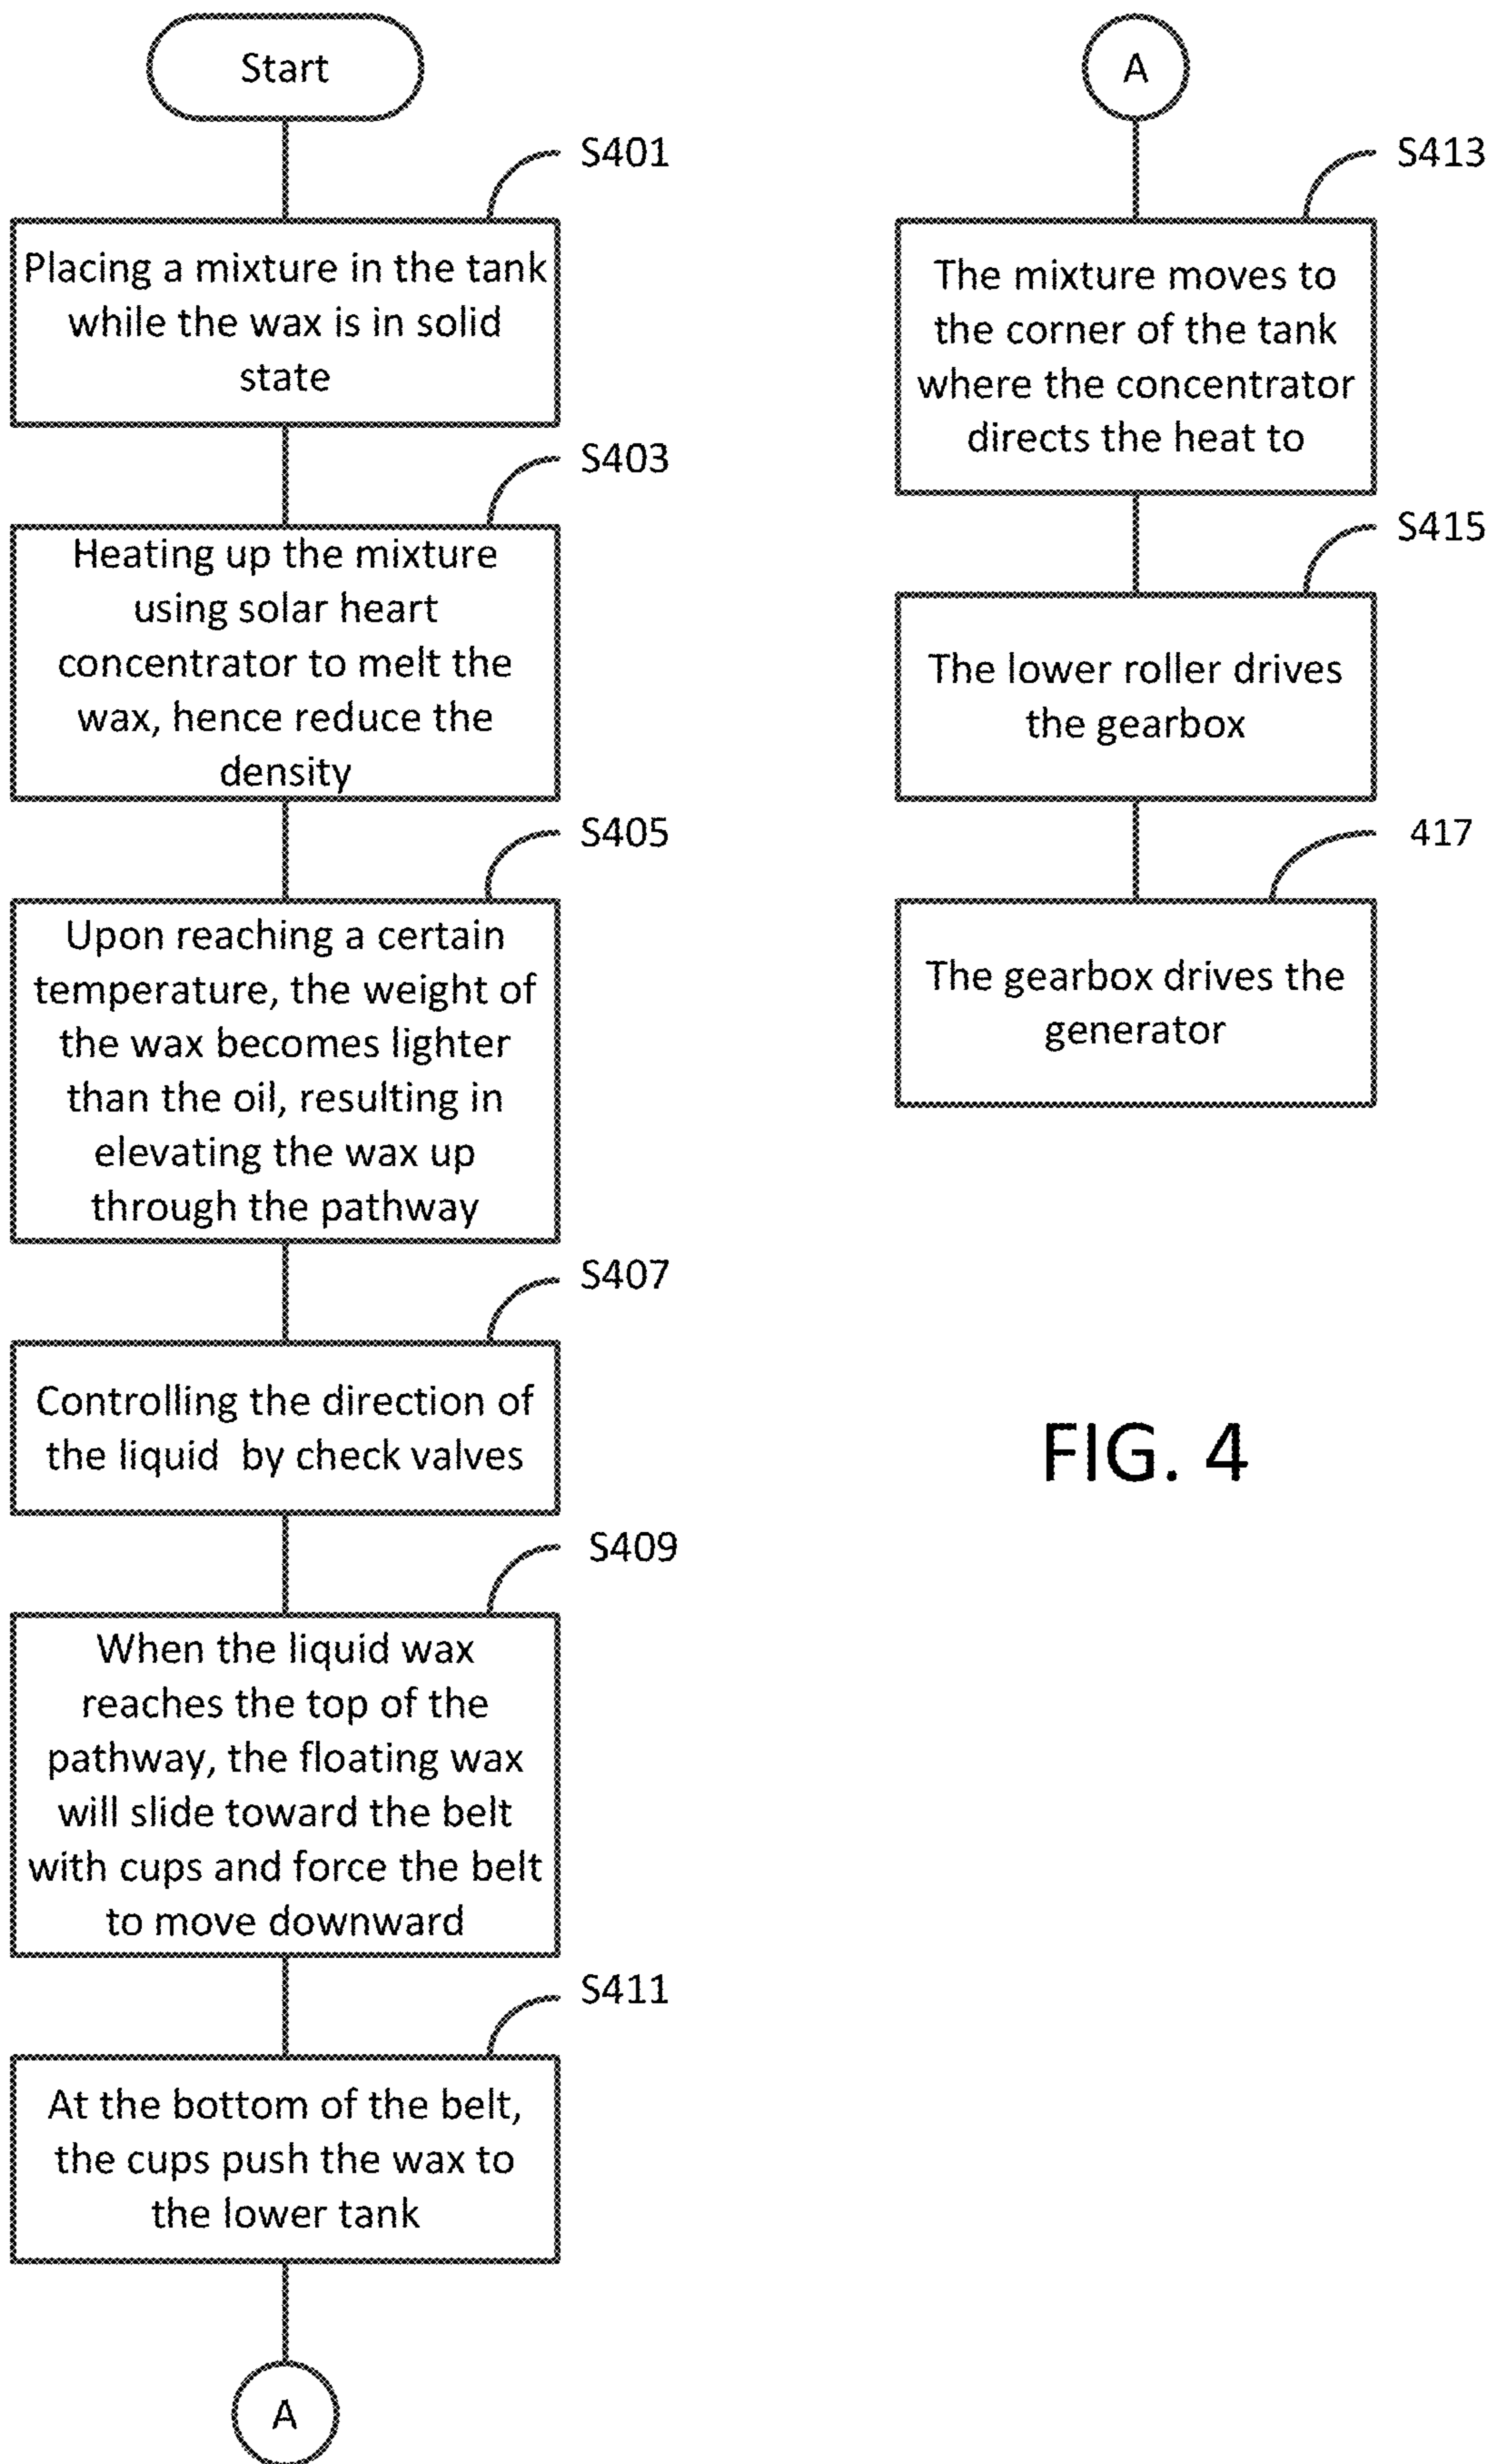 Start
S401
Placing a mixture in the tank
while the wax is in solid
state
S403
Heating up the mixture
using solar heart
concentrator to melt the
wax, hence reduce the
density
S405
Upon reaching a certain
temperature, the weight of
the wax becomes lighter
than the oil, resulting in
elevating the wax up
through the pathway
S407
Controlling the direction of
the liquid by check valves
S409
When the liquid wax
reaches the top of the
pathway, the floating wax
will slide toward the belt
with cups and force the belt
to move downward
S411
At the bottom of the belt,
the cups push the wax to
the lower tank
A
A
S413
The mixture moves to
the corner of the tank
where the concentrator
directs the heat to
S415
The lower roller drives
the gearbox
417
The gearbox drives the
generator
FIG. 4